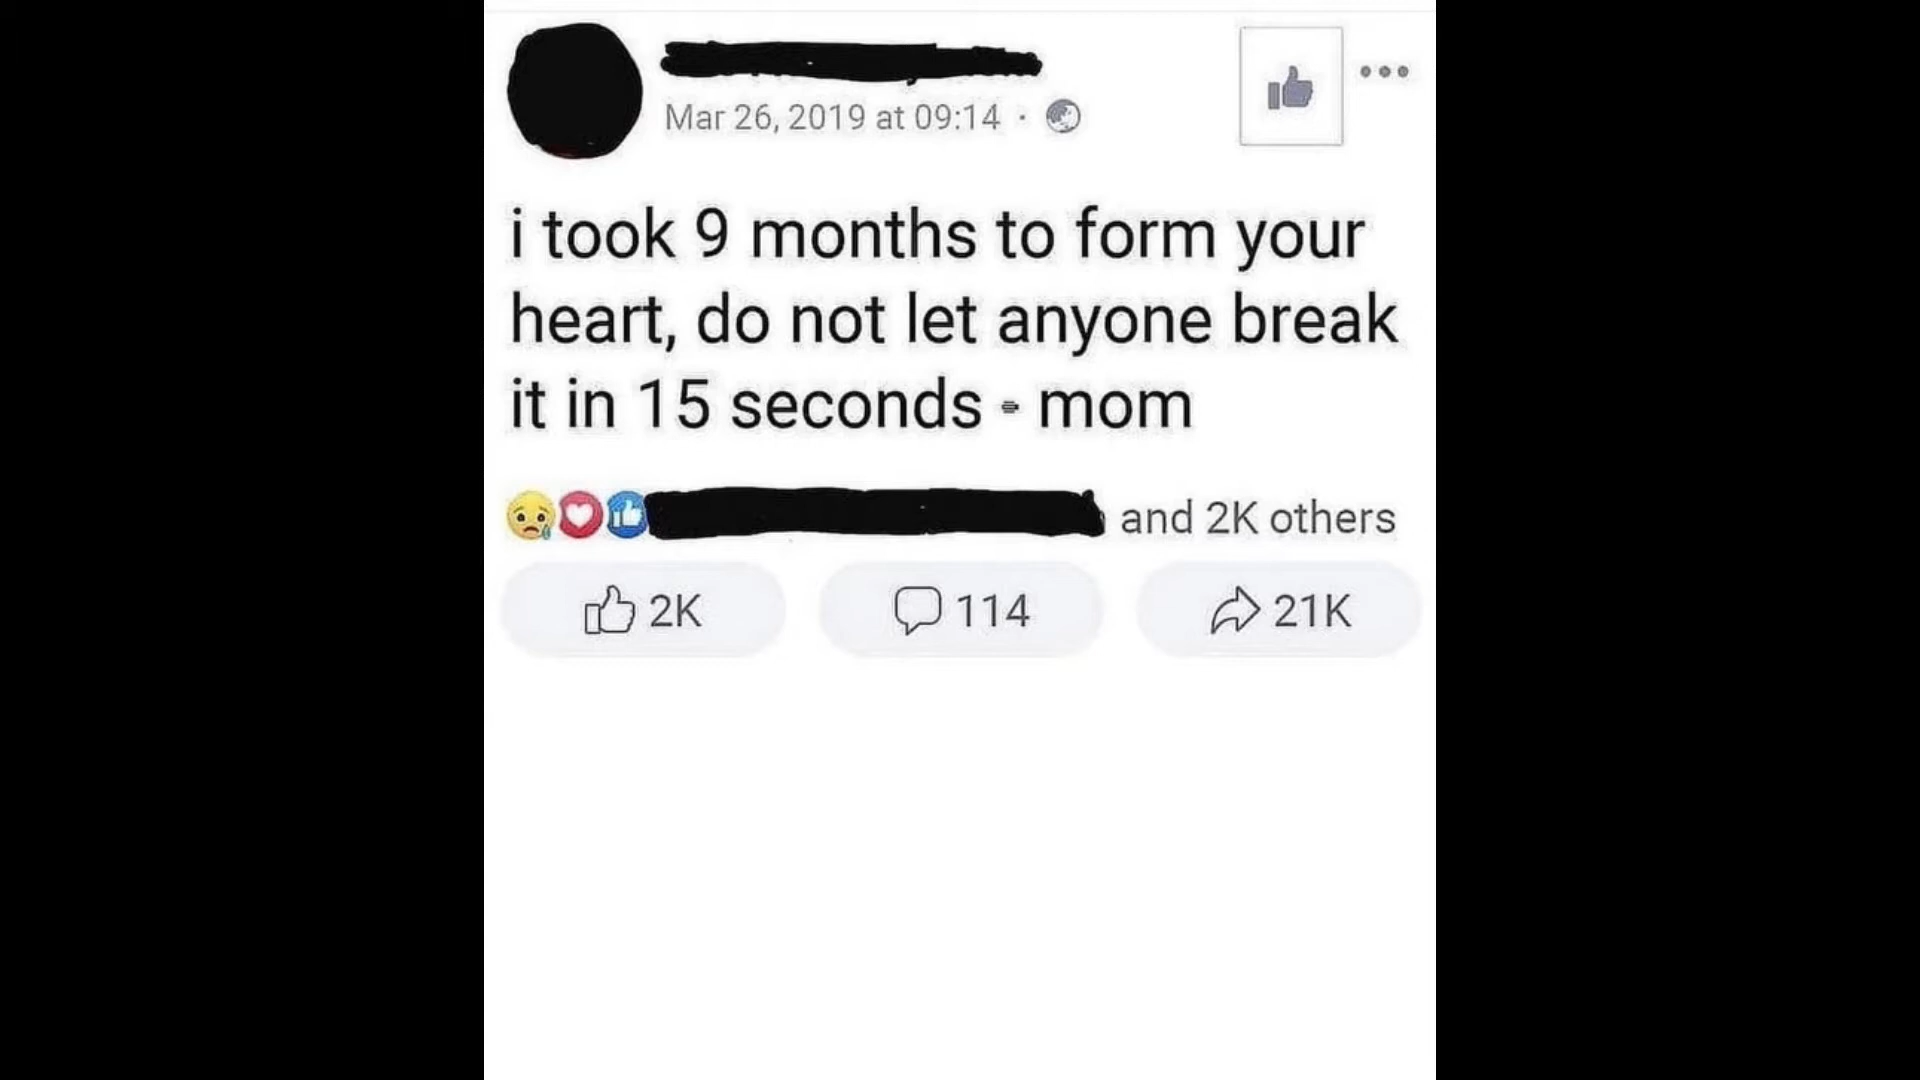 Mar 26, 2019 at 09:14 ·
i took 9 months to form your
heart, do not let anyone break
it in 15 seconds - mom
and 2K others
2K 114 21K